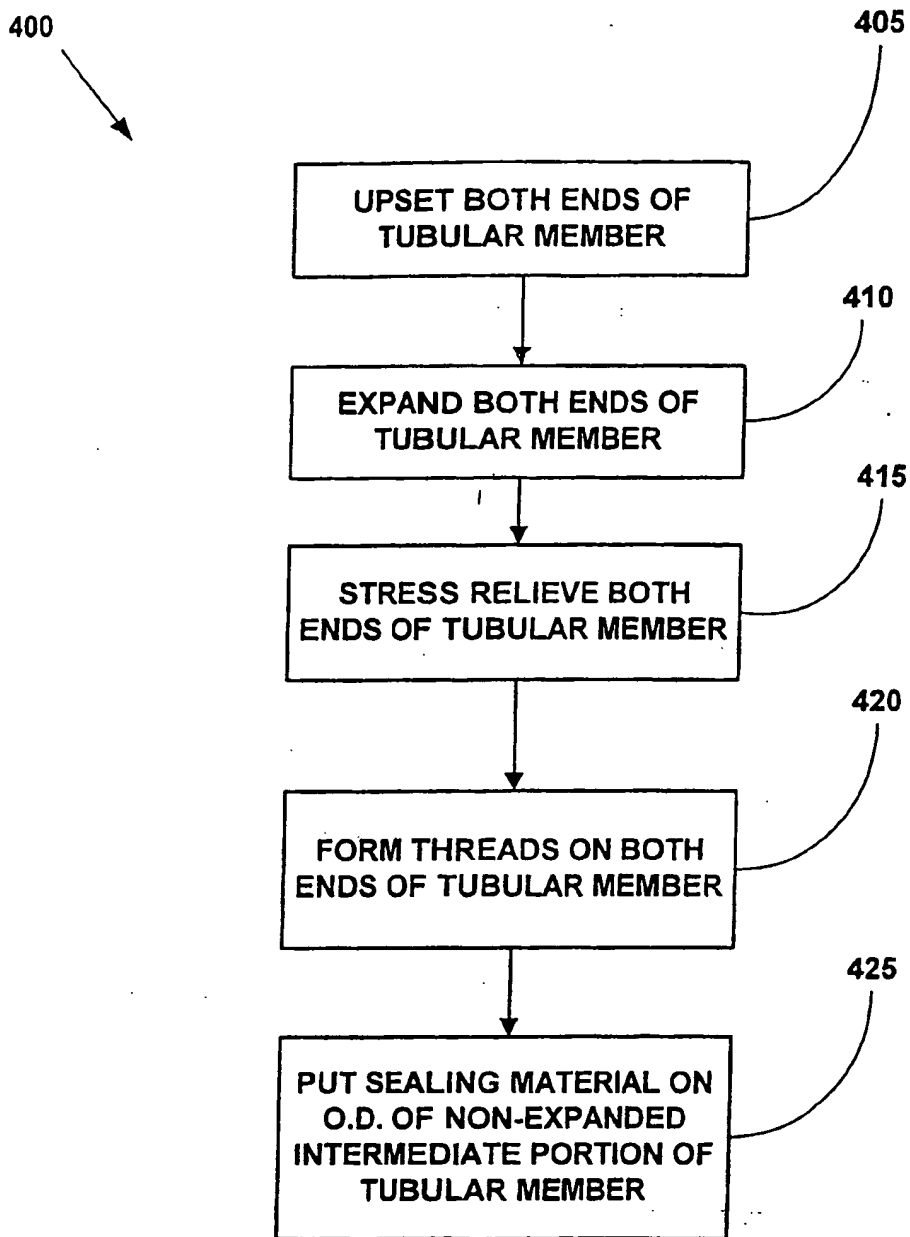 400
405
UPSET BOTH ENDS OF
TUBULAR MEMBER
410
EXPAND BOTH ENDS OF
TUBULAR MEMBER
415
STRESS RELIEVE BOTH
ENDS OF TUBULAR MEMBER
420
FORM THREADS ON BOTH
ENDS OF TUBULAR MEMBER
425
PUT SEALING MATERIAL ON
O.D. OF NON-EXPANDED
INTERMEDIATE PORTION OF
TUBULAR MEMBER